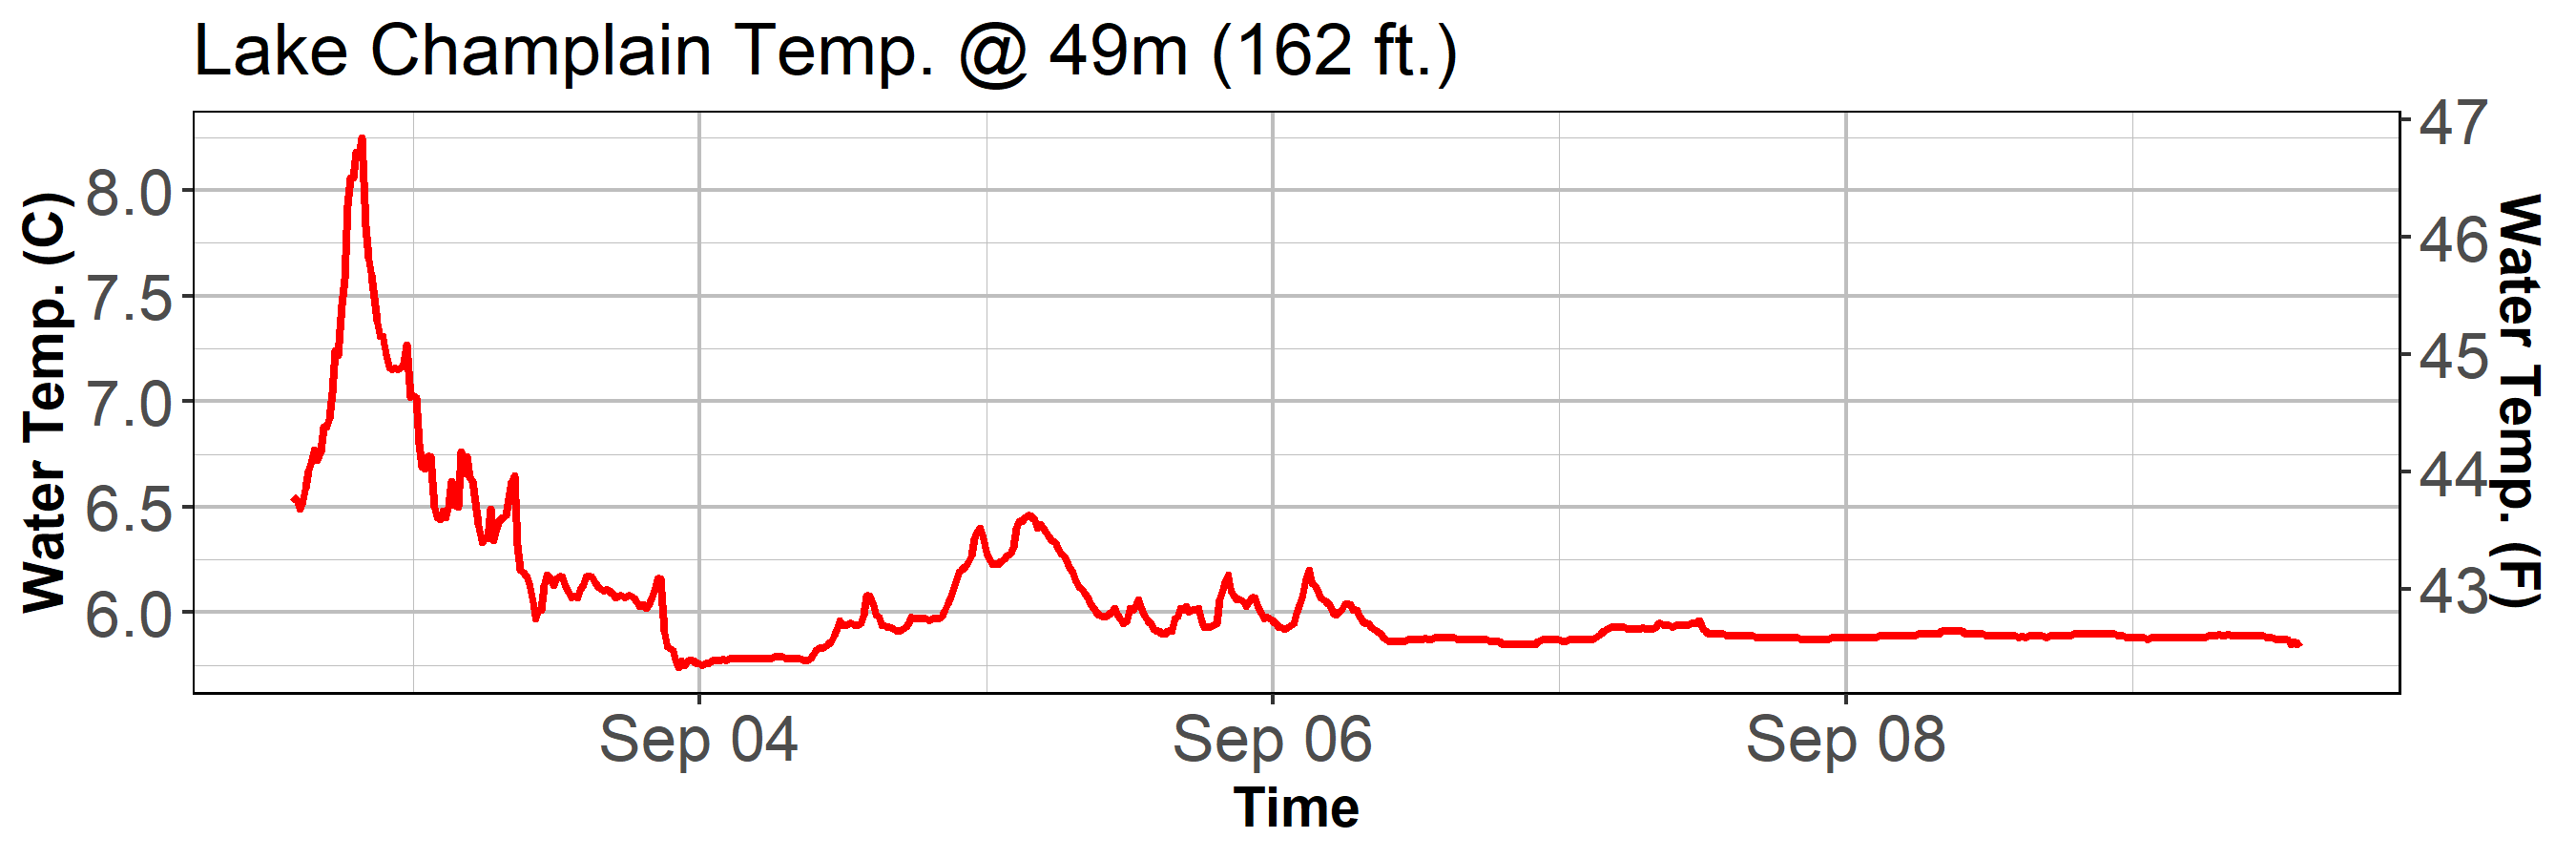 Lake Champlain Temp. @ 49m (162 ft.)
Water Temp. (C)
8.0
7.5
7.0
6.5
6.0
47
46
45
44
43
Water Temp. (F)
Sep 04
Sep 06
Sep 08
Time